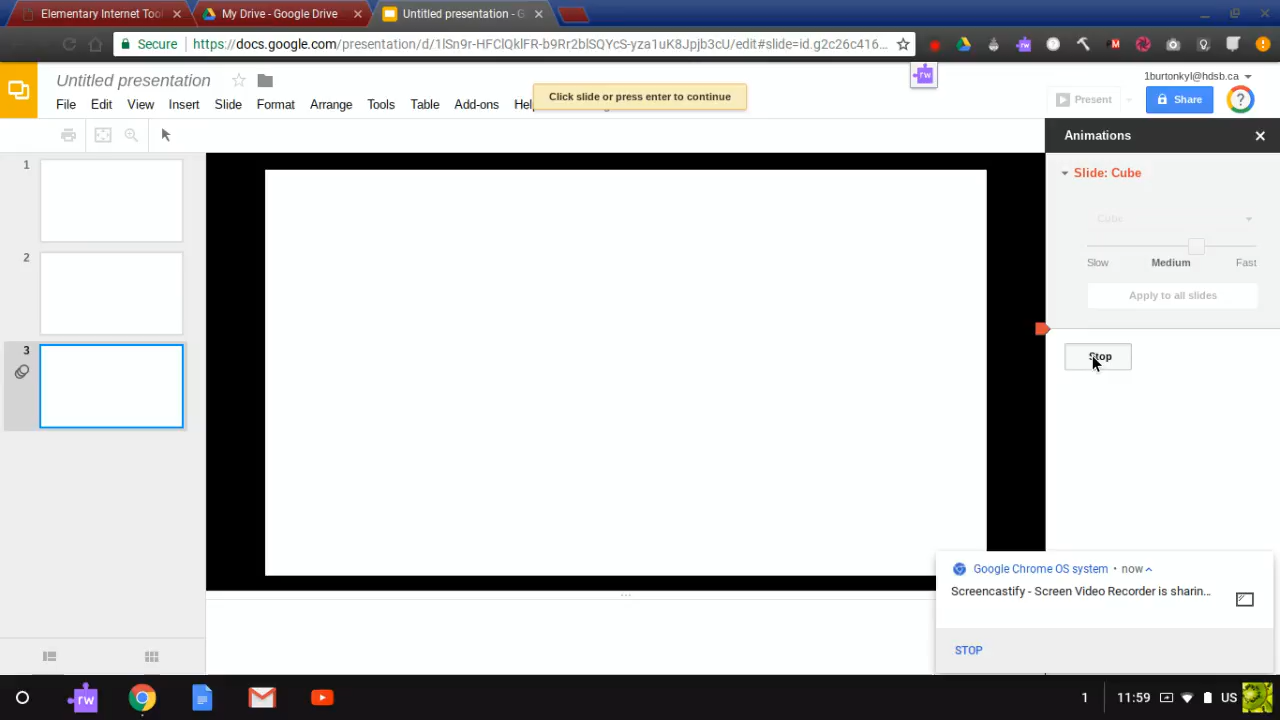 Elementary Internet Tool
My Drive - Google Drive
Untitled presentation - G
Secure
https://docs.google.com/presentation/d/1lSn9r-HFClQklFR-b9Rr2blSQYcS-yza1uK8Jpjb3cU/edit#slide=id.g2c26c416...
rw
M
rw
Untitled presentation
1burtonkyl@hdsb.ca
File Edit View Insert Slide Format Arrange Tools Table Add-ons Help
Click slide or press enter to continue
Present
Share
?
Animations
1
2
3
Slide: Cube
Cube
Slow Medium Fast
Apply to all slides
Stop
Google Chrome OS system • now
Screencastify - Screen Video Recorder is sharin...
STOP
rw
1 11:59 US